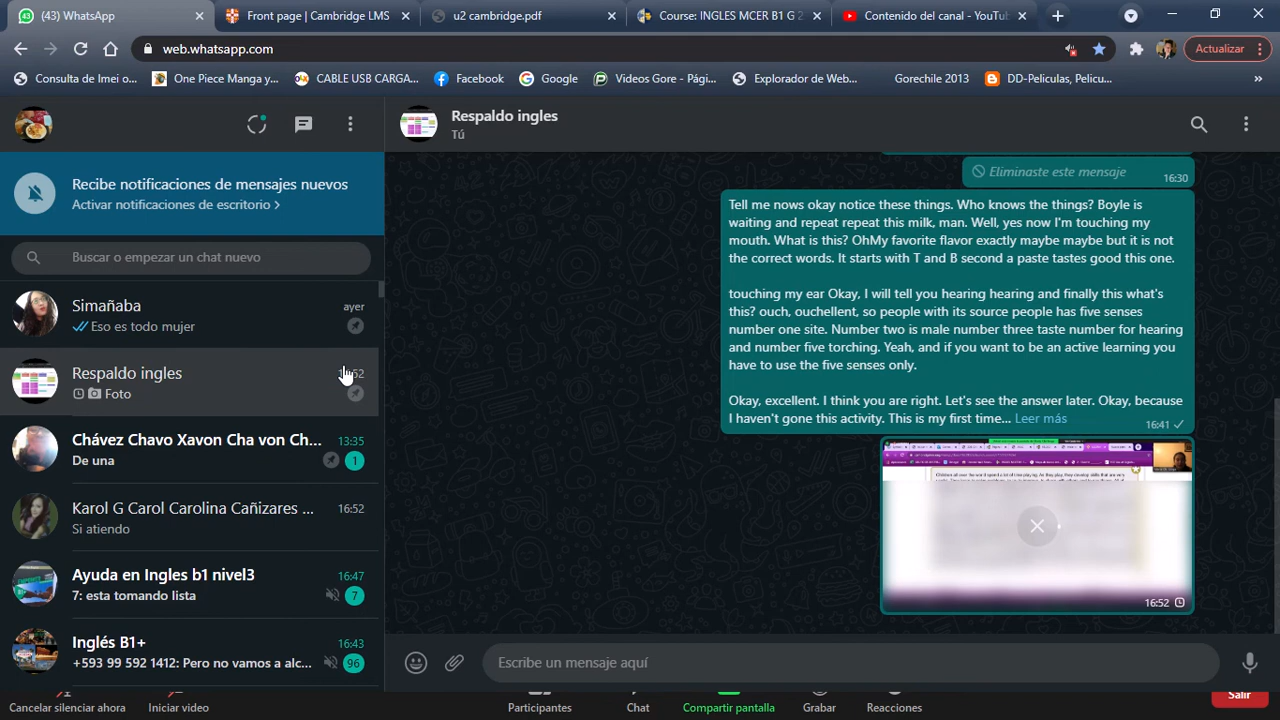 (43) WhatsApp
Front page | Cambridge LMS
u2 cambridge.pdf
Course: INGLES MCER B1 G 2
Contenido del canal - YouTu
web.whatsapp.com
Actualizar
Consulta de Imei o...
One Piece Manga y...
CABLE USB CARGA...
Facebook
Google
Videos Gore - Pági...
Explorador de Web...
Gorechile 2013
DD-Peliculas, Pelicu...
Respaldo ingles
Tú
Recibe notificaciones de mensajes nuevos
Activar notificaciones de escritorio >
Buscar o empezar un chat nuevo
Simañaba
ayer
Eso es todo mujer
Respaldo ingles
Foto
Chávez Chavo Xavon Cha von Ch...
13:35
De una
1
Karol G Carol Carolina Cañizares ...
16:52
Si atiendo
Ayuda en Ingles b1 nivel3
16:47
7: esta tomando lista
7
Inglés B1+
16:43
+593 99 592 1412: Pero no vamos a alc...
96
Eliminaste este mensaje
16:30
Tell me nows okay notice these things. Who knows the things? Boyle is
waiting and repeat repeat this milk, man. Well, yes now I'm touching my
mouth. What is this? OhMy favorite flavor exactly maybe maybe but it is not
the correct words. It starts with T and B second a paste tastes good this one.
touching my ear Okay, I will tell you hearing hearing and finally this what's
this? ouch, ouchellent, so people with its source people has five senses
number one site. Number two is male number three taste number for hearing
and number five torching. Yeah, and if you want to be an active learning you
have to use the five senses only.
Okay, excellent. I think you are right. Let's see the answer later. Okay, because
I haven't gone this activity. This is my first time... Leer más
16:41
16:52
Escribe un mensaje aquí
Cancelar silenciar ahora
Iniciar video
Participantes
Chat
Compartir pantalla
Grabar
Reacciones
Salir